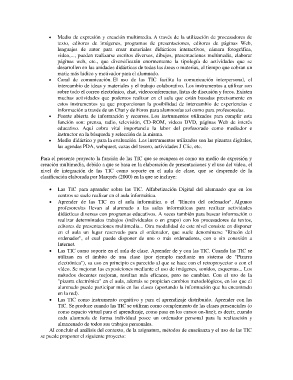 • Medio de expresión y creación multimedia. A través de la utilización de procesadores de
texto, editores de imágenes, programas de presentaciones, editores de páginas Web,
lenguajes de autor para crear materiales didácticos interactivos, cámara fotográfica,
vídeo,... pueden realizarse escritos diversos, dibujos, presentaciones multimedia, elaborar
páginas web, etc., que diversificarán enormemente la tipología de actividades que se
desarrollen en las unidades didácticas de todas las áreas o materias, al tiempo que cobran un
matiz más lúdico y motivador para el alumnado.
• Canal de comunicación El uso de las TIC facilita la comunicación interpersonal, el
intercambio de ideas y materiales y el trabajo colaborativo. Los instrumentos a utilizar son
sobre todo el correo electrónico, chat, videoconferencias, listas de discusión y foros. Existen
muchas actividades que podemos realizar en el aula que están basadas precisamente en
estos instrumentos ya que proporcionan la posibilidad de intercambio de experiencias e
información a través de un Chat y Foros para alumnos/as así como para profesores/as.
• Fuente abierta de información y recursos. Los instrumentos utilizados para cumplir esta
función son: prensa, radio, televisión, CD-ROM, videos DVD, páginas Web de interés
educativo. Aquí cobra vital importancia la labor del profesorado como mediador e
instructor en la búsqueda y selección de la misma.
• Medio didáctico y para la evaluación. Los instrumentos utilizados son las pizarras digitales,
las agendas PDA, webquest, cazas del tesoro, actividades J Clic, etc.
Para el presente proyecto la función de las TIC que se recupera es como un medio de expresión y
creación multimedia, debido a que se basa en la elaboración de presentaciones y el uso del video, el
nivel de integración de las TIC como soporte en el aula de clase, que se desprende de la
clasificación elaborada por Marquès (2000) en la que se incluye:
• Las TIC para aprender sobre las TIC. Alfabetización Digital del alumnado que en los
centros se suele realizar en el aula informática.
• Aprender de las TIC en el aula informática, o el "Rincón del ordenador". Algunos
profesores/as llevan al alumnado a las salas informáticas para realizar actividades
didácticas diversas con programas educativos. A veces también para buscar información o
realizar determinados trabajos (individuales o en grupo) con los procesadores de textos,
editores de presentaciones multimedia... Otra modalidad de este nivel consiste en disponer
en el aula un lugar reservado para el ordenador, que suele denominarse: "Rincón del
ordenador", el cual puede disponer de uno o más ordenadores, con o sin conexión a
Internet.
• Las TIC como soporte en el aula de clase. Aprender de y con las TIC. Cuando las TIC se
utilizan en el ámbito de una clase (por ejemplo mediante un sistema de "Pizarra
electrónica"), su uso en principio es parecido al que se hace con el retroproyector o con el
vídeo. Se mejoran las exposiciones mediante el uso de imágenes, sonidos, esquemas... Los
métodos docentes mejoran, resultan más eficaces, pero no cambian. Con el uso de la
"pizarra electrónica" en el aula, además se propician cambios metodológicos, en los que el
alumnado puede participar más en las clases (aportando la información que ha encontrado
en la red).
• Las TIC como instrumento cognitivo y para el aprendizaje distribuido. Aprender con las
TIC. Se produce cuando las TIC se utilizan como complemento de las clases presenciales (o
como espacio virtual para el aprendizaje, como pasa en los cursos on-line), es decir, cuando
cada alumno/a de forma individual posee un ordenador personal para la realización y
almacenado de todos sus trabajos personales.
Al concluir el análisis del contexto, de la asignatura, métodos de enseñanza y el uso de las TIC
se puede proponer el siguiente proyecto: